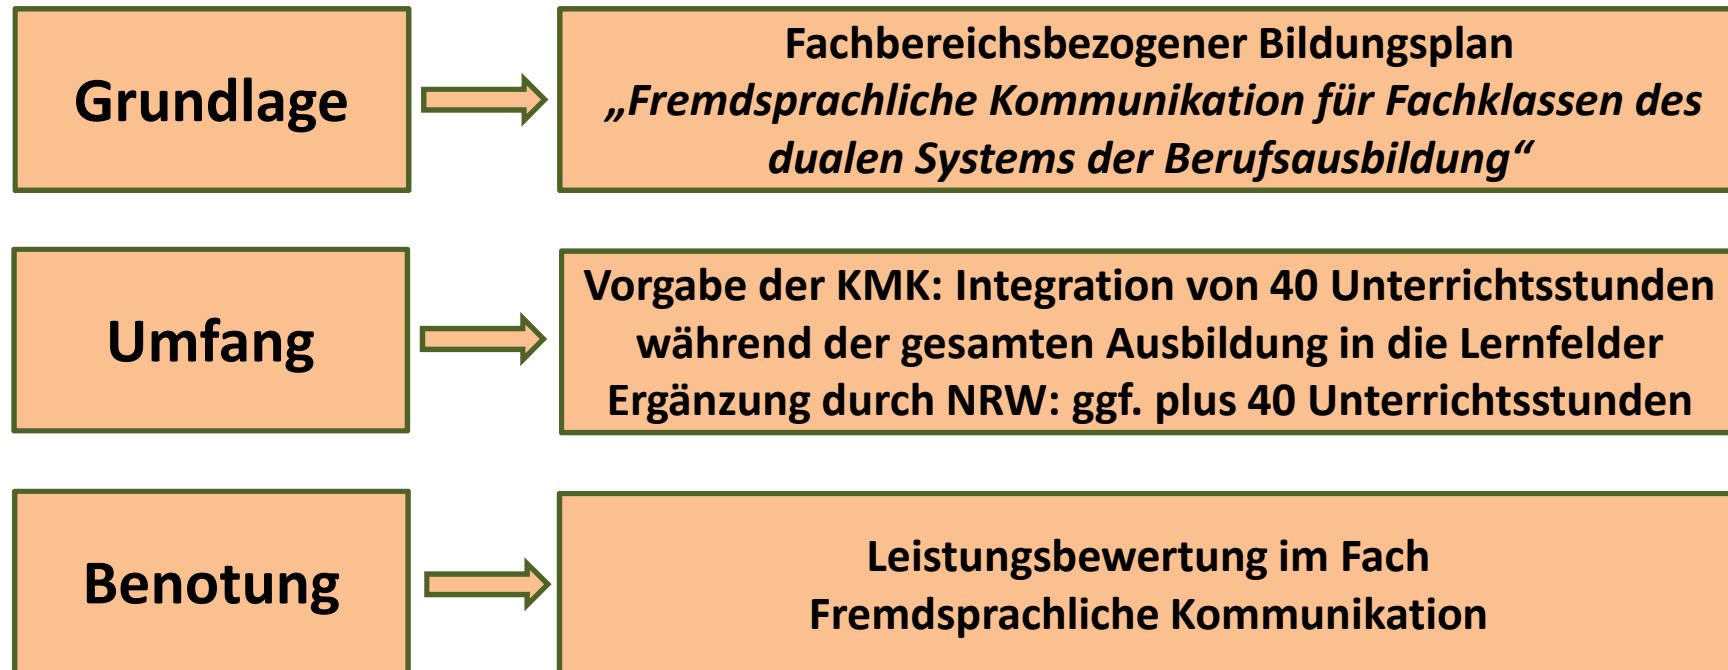 Grundlage
Fachbereichsbezogener Bildungsplan
„Fremdsprachliche Kommunikation für Fachklassen des
dualen Systems der Berufsausbildung“
Umfang
Vorgabe der KMK: Integration von 40 Unterrichtsstunden
während der gesamten Ausbildung in die Lernfelder
Ergänzung durch NRW: ggf. plus 40 Unterrichtsstunden
Benotung
Leistungsbewertung im Fach
Fremdsprachliche Kommunikation